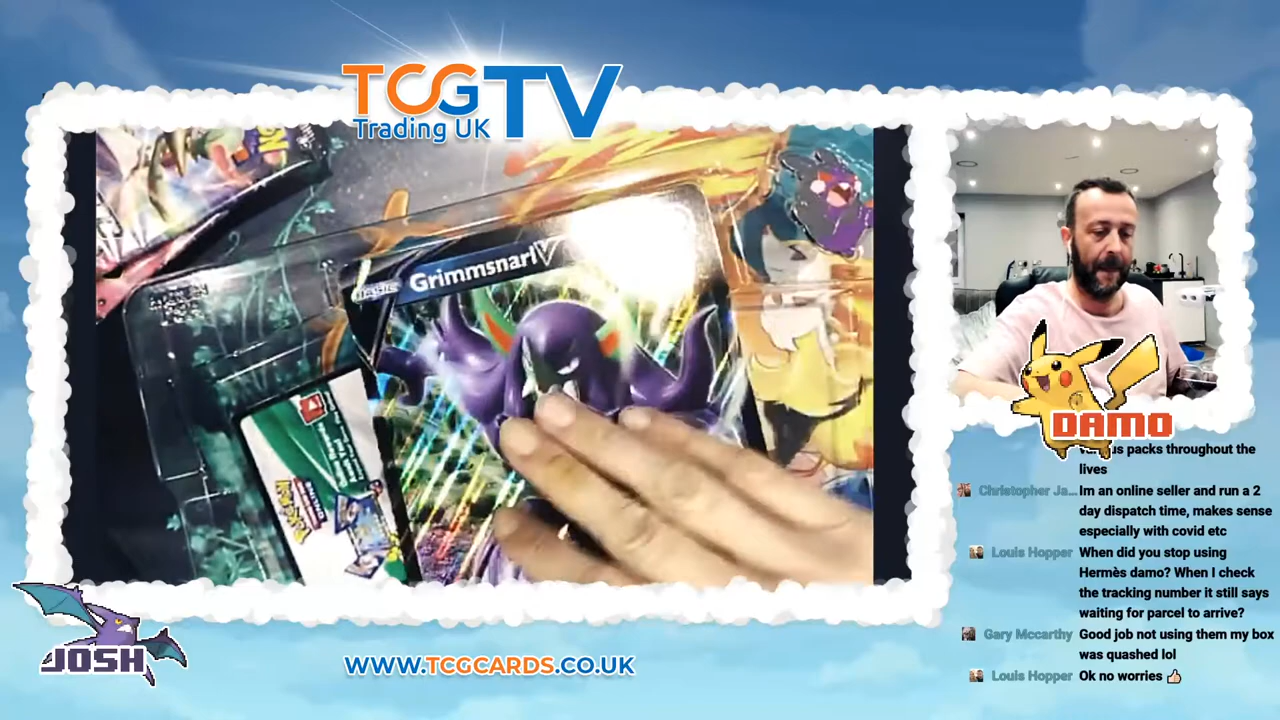 TCG TV
Trading UK
Grimmsnarl V
DAMO
packs throughout the
lives
Christopher Ja... Im an online seller and run a 2
day dispatch time, makes sense
especially with covid etc
Louis Hopper When did you stop using
Hermès damo? When I check
the tracking number it still says
waiting for parcel to arrive?
Gary Mccarthy Good job not using them my box
was quashed lol
Louis Hopper Ok no worries 👍
JOSH
WWW.TCGCARDS.CO.UK